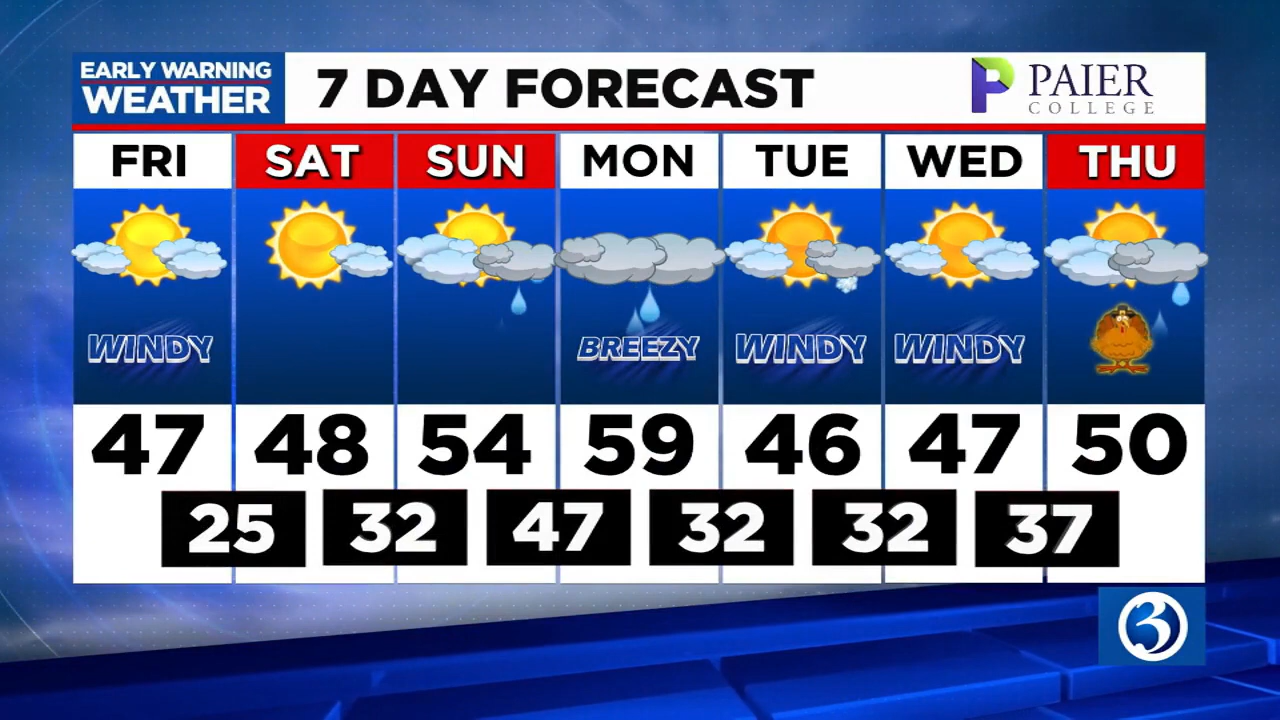 EARLY WARNING
WEATHER
7 DAY FORECAST
PAIER
COLLEGE
FRI SAT SUN MON TUE WED THU
WINDY BREEZY WINDY WINDY
47 48 54 59 46 47 50
25 32 47 32 32 37
3